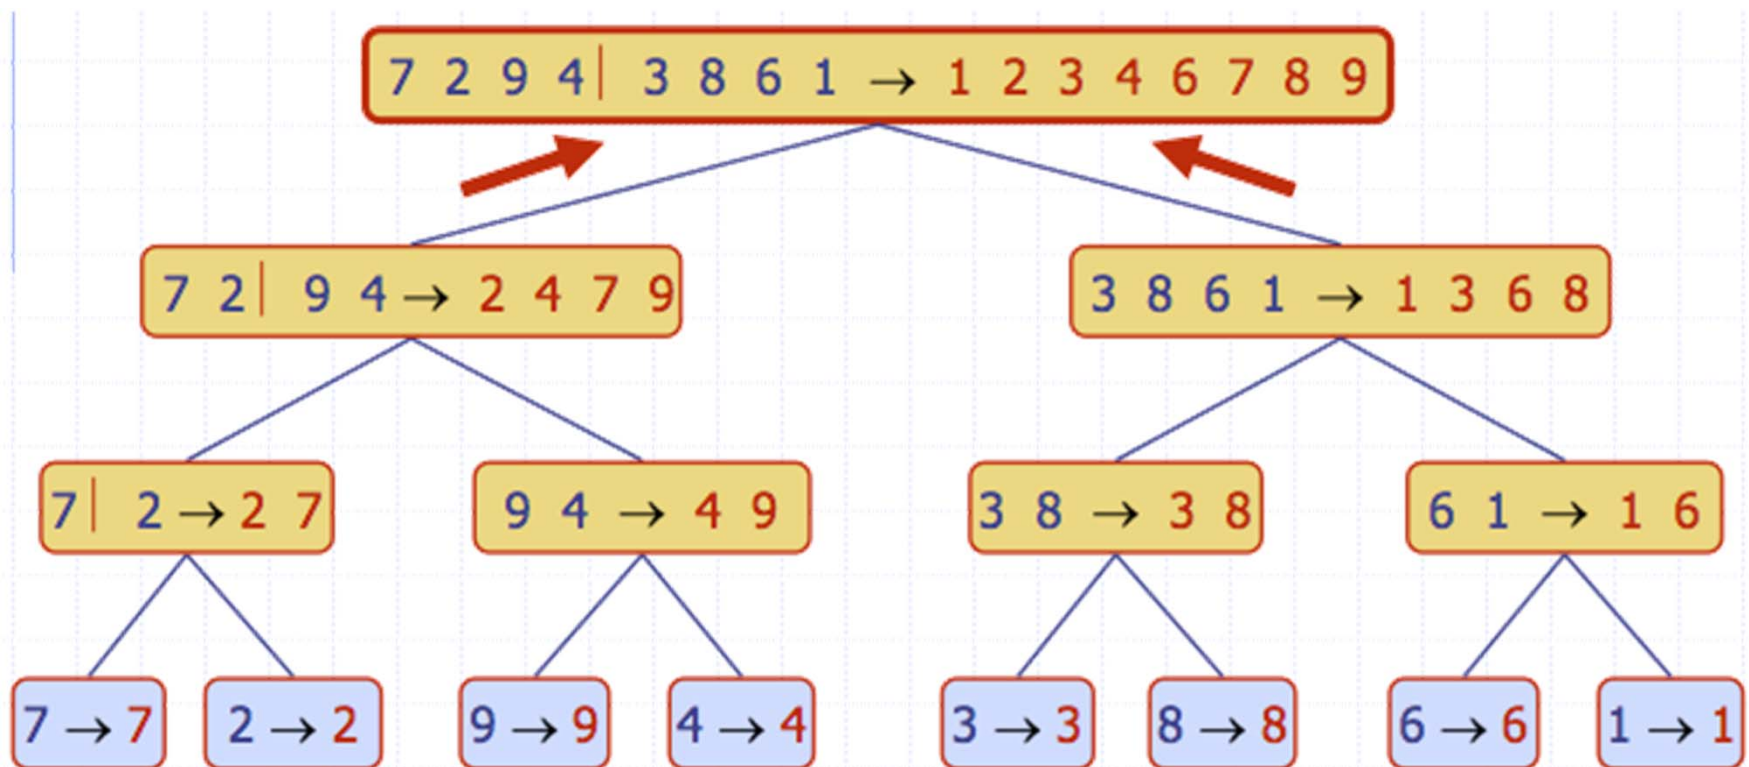 7 2 9 4 | 3 8 6 1 → 1 2 3 4 6 7 8 9
7 2 | 9 4 → 2 4 7 9
3 8 6 1 → 1 3 6 8
7 | 2 → 2 7
9 4 → 4 9
3 8 → 3 8
6 1 → 1 6
7 → 7
2 → 2
9 → 9
4 → 4
3 → 3
8 → 8
6 → 6
1 → 1